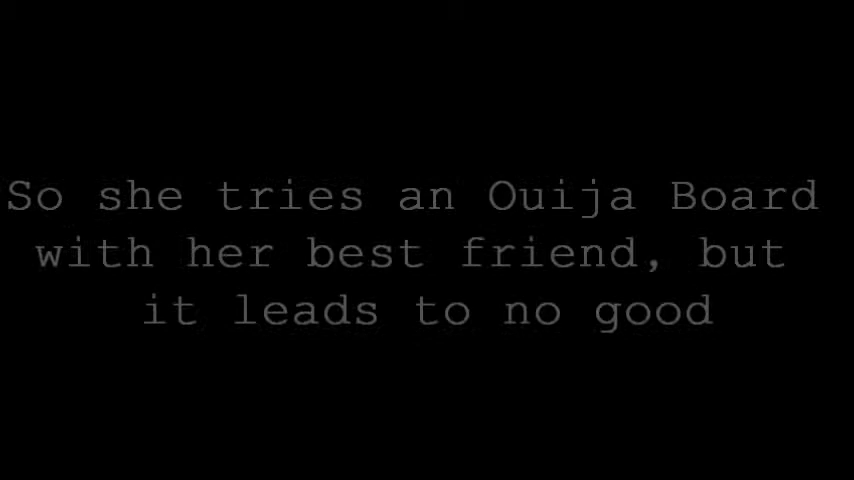 So she tries an Ouija Board
with her best friend, but
it leads to no good